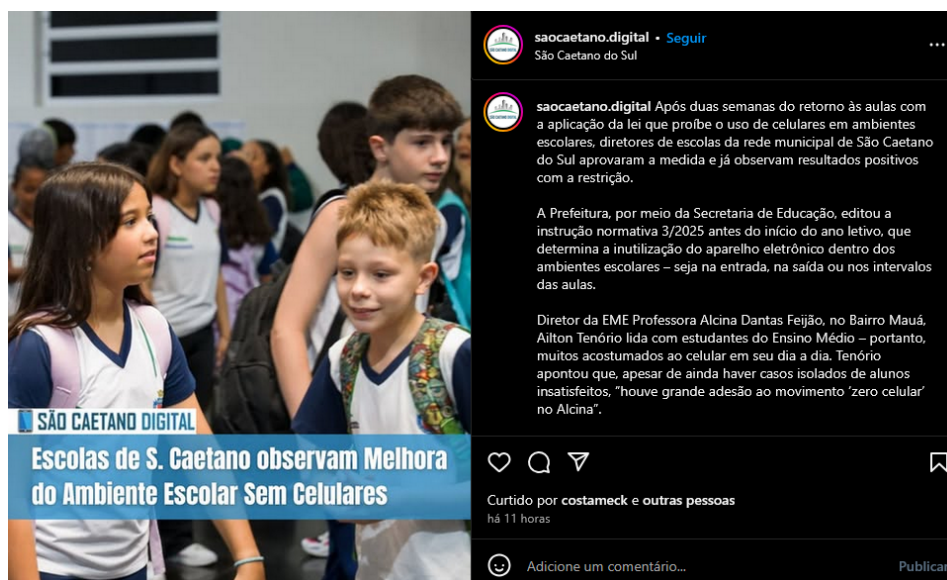 saocaetano.digital • Seguir
São Caetano do Sul
saocaetano.digital Após duas semanas do retorno às aulas com
a aplicação da lei que proíbe o uso de celulares em ambientes
escolares, diretores de escolas da rede municipal de São Caetano
do Sul aprovaram a medida e já observam resultados positivos
com a restrição.
A Prefeitura, por meio da Secretaria de Educação, editou a
instrução normativa 3/2025 antes do início do ano letivo, que
determina a inutilização do aparelho eletrônico dentro dos
ambientes escolares – seja na entrada, na saída ou nos intervalos
das aulas.
Diretor da EME Professora Alcina Dantas Feijão, no Bairro Mauá,
Ailton Tenório lida com estudantes do Ensino Médio – portanto,
muitos acostumados ao celular em seu dia a dia. Tenório
apontou que, apesar de ainda haver casos isolados de alunos
insatisfeitos, “houve grande adesão ao movimento ‘zero celular’
no Alcina”.
SÃO CAETANO DIGITAL
Escolas de S. Caetano observam Melhora
do Ambiente Escolar Sem Celulares
Curtido por costameck e outras pessoas
há 11 horas
Adicione um comentário...
Publicar